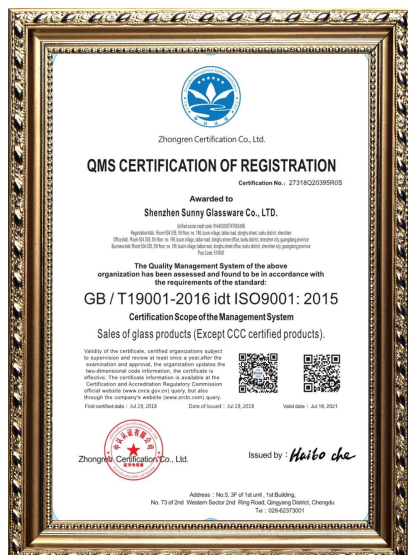 Zhongren Certification Co., Ltd.
QMS CERTIFICATION OF REGISTRATION
Certification No.: 27318Q20395R0S
Awarded to
Shenzhen Sunny Glassware Co., LTD.
The Quality Management System of the above
organization has been assessed and found to be in accordance with
the requirements of the standard:
GB / T19001-2016 idt ISO9001: 2015
Certification Scope of the Management System
Sales of glass products (Except CCC certified products).
Validity of the certificate, certified organizations subject
to supervision and review at least once a year, after the
examination and approval, the organization updates the
two-dimensional code information, the certificate is
effective. The certificate information is available at the
Certification and Accreditation Regulatory Commission
official website (www.cnca.gov.cn) query, but also
through the company's website (www.zrcln.com) query.
First certified date : Jul.19, 2018
Date of Issued : Jul.19, 2018
Valid date : Jul.18, 2021
Zhongren Certification Co., Ltd.
Issued by : Haibo che
Address : No.5, 3F of 1st unit , 1st Building,
No. 73 of 2nd Western Sector 2nd Ring Road, Qingyang District, Chengdu
Tel : 028-62373001